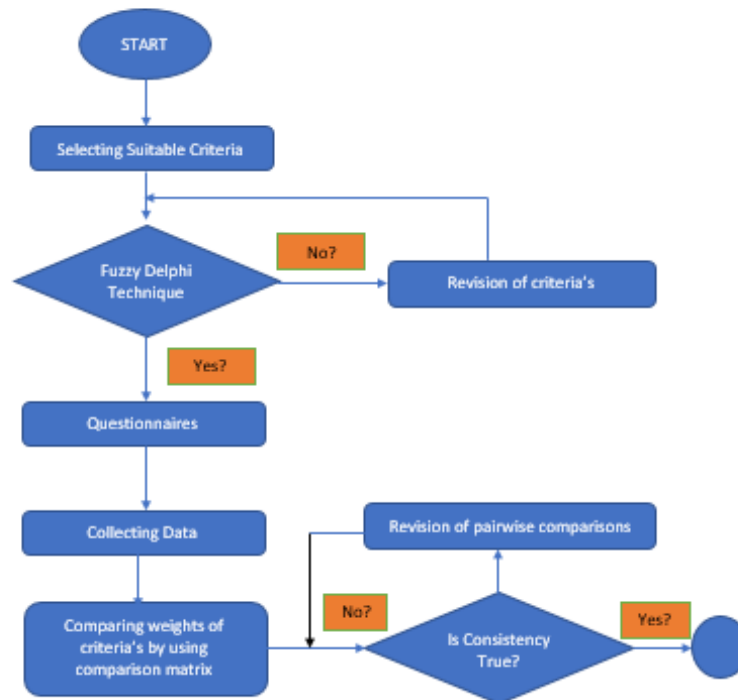 START
Selecting Suitable Criteria
Fuzzy Delphi
Technique
No?
Revision of criteria's
Yes?
Questionnaires
Collecting Data
Revision of pairwise comparisons
Comparing weights of
criteria's by using
comparison matrix
No?
Is Consistency
True?
Yes?